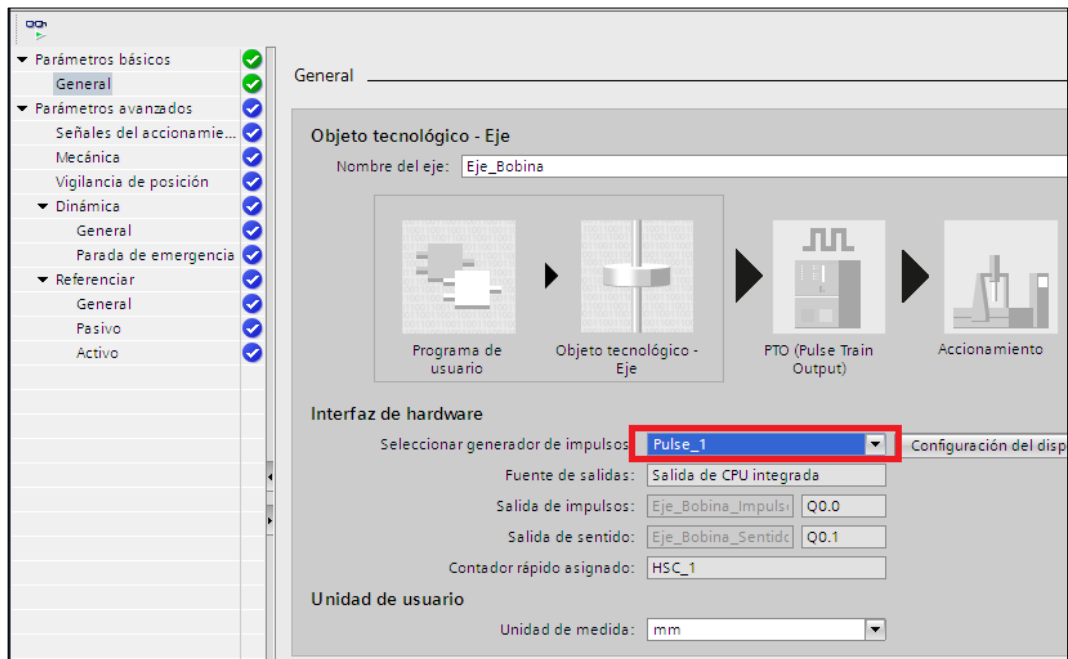 Parámetros básicos
General
Parámetros avanzados
Señales del accionamie...
Mecánica
Vigilancia de posición
Dinámica
General
Parada de emergencia
Referenciar
General
Pasivo
Activo
General
Objeto tecnológico - Eje
Nombre del eje: Eje_Bobina
Programa de
usuario
Objeto tecnológico -
Eje
PTO (Pulse Train
Output)
Accionamiento
Interfaz de hardware
Seleccionar generador de impulsos Pulse_1 Configuración del disp
Fuente de salidas: Salida de CPU integrada
Salida de impulsos: Eje_Bobina_Impuls Q0.0
Salida de sentido: Eje_Bobina_Sentido Q0.1
Contador rápido asignado: HSC_1
Unidad de usuario
Unidad de medida: mm